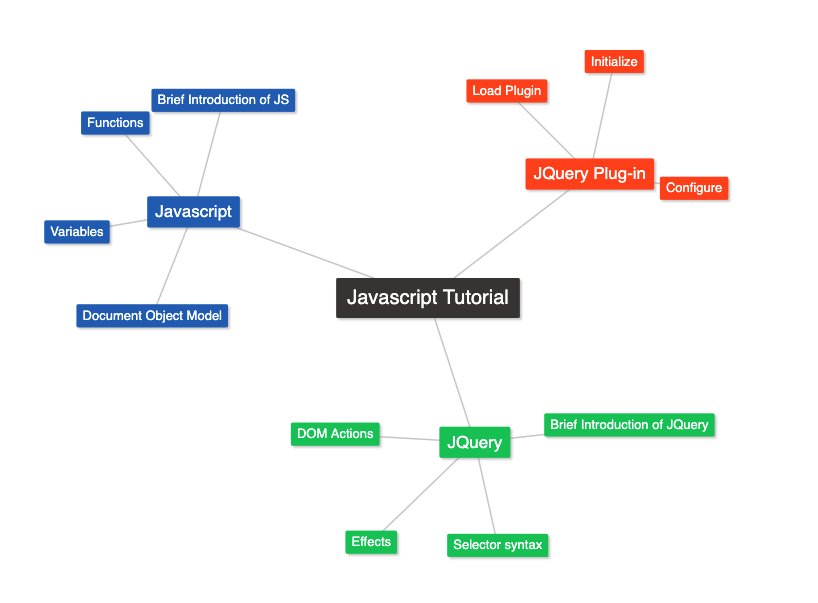 Initialize
Load Plugin
Brief Introduction of JS
Functions
JQuery Plug-in
Configure
Javascript
Variables
Javascript Tutorial
Document Object Model
Brief Introduction of JQuery
DOM Actions
JQuery
Effects
Selector syntax